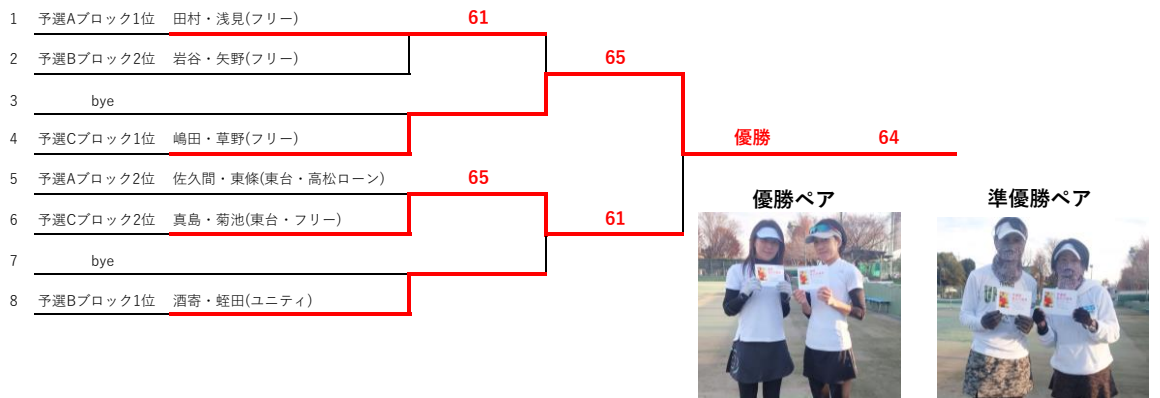 1 予選Aブロック1位 田村・浅見(フリー) 61
2 予選Bブロック2位 岩谷・矢野(フリー) 65
3 bye
4 予選Cブロック1位 嶋田・草野(フリー) 優勝 64
5 予選Aブロック2位 佐久間・東條(東台・高松ローン) 65
優勝ペア 準優勝ペア
6 予選Cブロック2位 真島・菊池(東台・フリー) 61
7 bye
8 予選Bブロック1位 酒寄・蛭田(ユニティ)